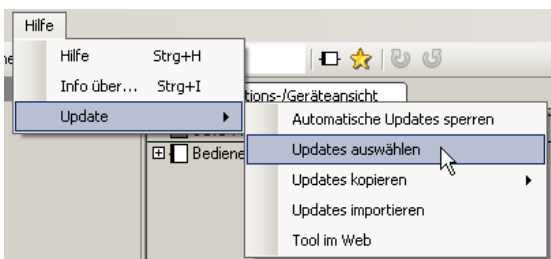 Hilfe
Hilfe Strg+H
Info über... Strg+I
Update
tions-/Geräteansicht
Bediene
Automatische Updates sperren
Updates auswählen
Updates kopieren
Updates importieren
Tool im Web